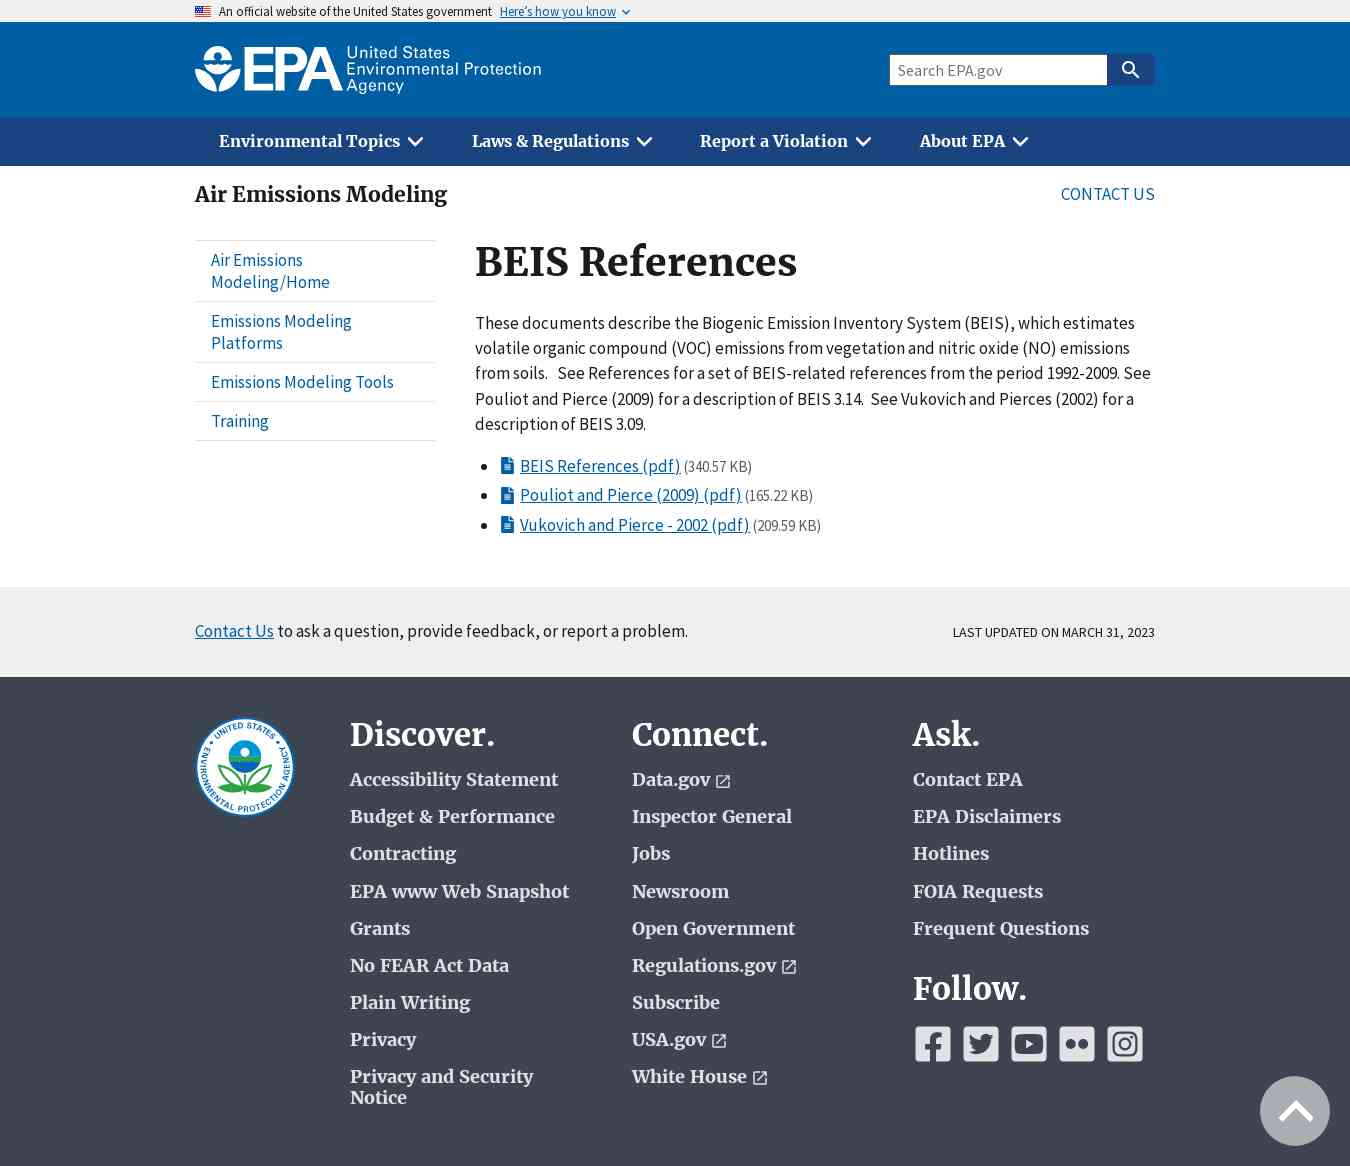 An official website of the United States government Here's how you know
EPA United States
Environmental Protection
Agency
Search EPA.gov
Environmental Topics
Laws & Regulations
Report a Violation
About EPA
Air Emissions Modeling
CONTACT US
Air Emissions
Modeling/Home
Emissions Modeling
Platforms
Emissions Modeling Tools
Training
BEIS References
These documents describe the Biogenic Emission Inventory System (BEIS), which estimates
volatile organic compound (VOC) emissions from vegetation and nitric oxide (NO) emissions
from soils.   See References for a set of BEIS-related references from the period 1992-2009. See
Pouliot and Pierce (2009) for a description of BEIS 3.14.  See Vukovich and Pierces (2002) for a
description of BEIS 3.09.
BEIS References (pdf) (340.57 KB)
Pouliot and Pierce (2009) (pdf) (165.22 KB)
Vukovich and Pierce - 2002 (pdf) (209.59 KB)
Contact Us to ask a question, provide feedback, or report a problem.
LAST UPDATED ON MARCH 31, 2023
UNITED STATES
ENVIRONMENTAL PROTECTION AGENCY
Discover.
Accessibility Statement
Budget & Performance
Contracting
EPA www Web Snapshot
Grants
No FEAR Act Data
Plain Writing
Privacy
Privacy and Security
Notice
Connect.
Data.gov
Inspector General
Jobs
Newsroom
Open Government
Regulations.gov
Subscribe
USA.gov
White House
Ask.
Contact EPA
EPA Disclaimers
Hotlines
FOIA Requests
Frequent Questions
Follow.